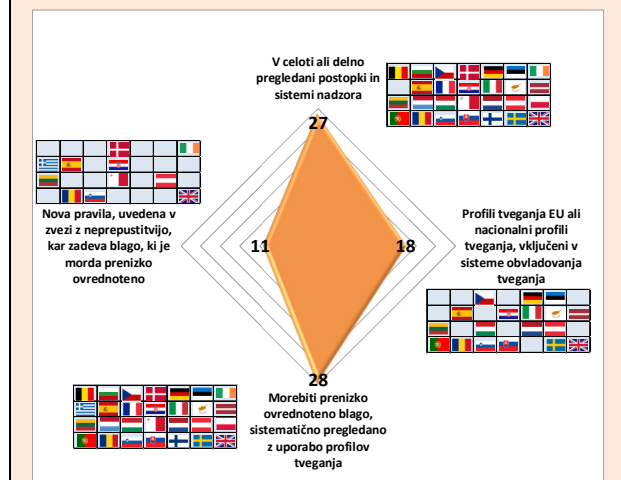 V celoti ali delno
pregledani postopki in
sistemi nadzora
27
Nova pravila, uvedena v
zvezi z neprepustitvijo,
kar zadeva blago, ki je
morda prenizko
ovrednoteno
11
18
Profili tveganja EU ali
nacionalni profili
tveganja, vključeni v
sisteme obvladovanja
tveganja
28
Morebiti prenizko
ovrednoteno blago,
sistematično pregledano
z uporabo profilov
tveganja